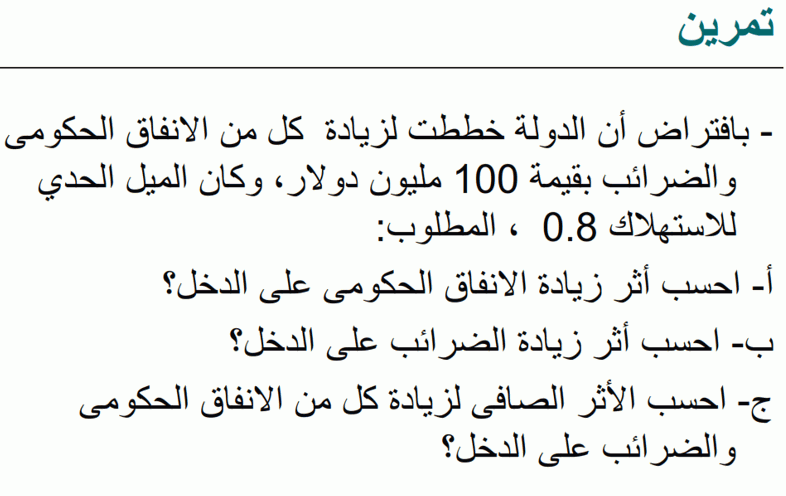 تمرين
- بافتراض أن الدولة خططت لزيادة كل من الانفاق الحكومى
والضرائب بقيمة 100 مليون دولار، وكان الميل الحدي
للاستهلاك 0.8 ، المطلوب:
أ- احسب أثر زيادة الانفاق الحكومى على الدخل؟
ب- احسب أثر زيادة الضرائب على الدخل؟
ج- احسب الأثر الصافى لزيادة كل من الانفاق الحكومى
والضرائب على الدخل؟